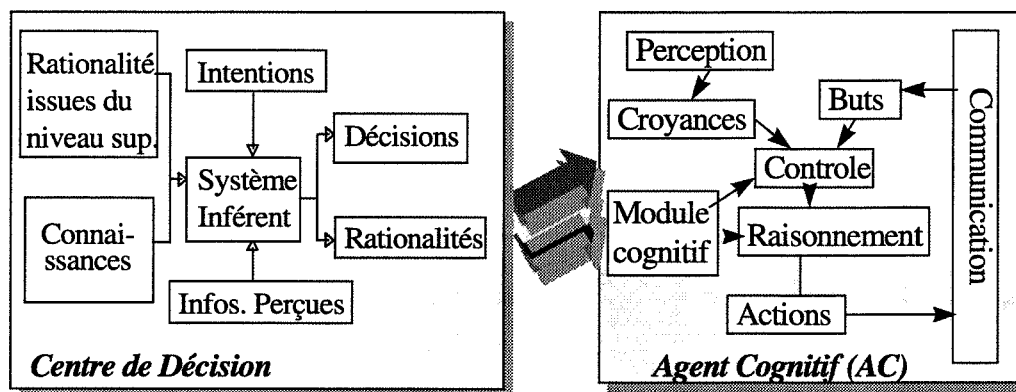 Rationalité
issues du
niveau sup.
Intentions
Système
Inférent
Décisions
Rationalités
Connai-
ssances
Infos. Perçues
Centre de Décision
Perception
Croyances
Buts
Controle
Module
cognitif
Raisonnement
Actions
Communication
Agent Cognitif (AC)